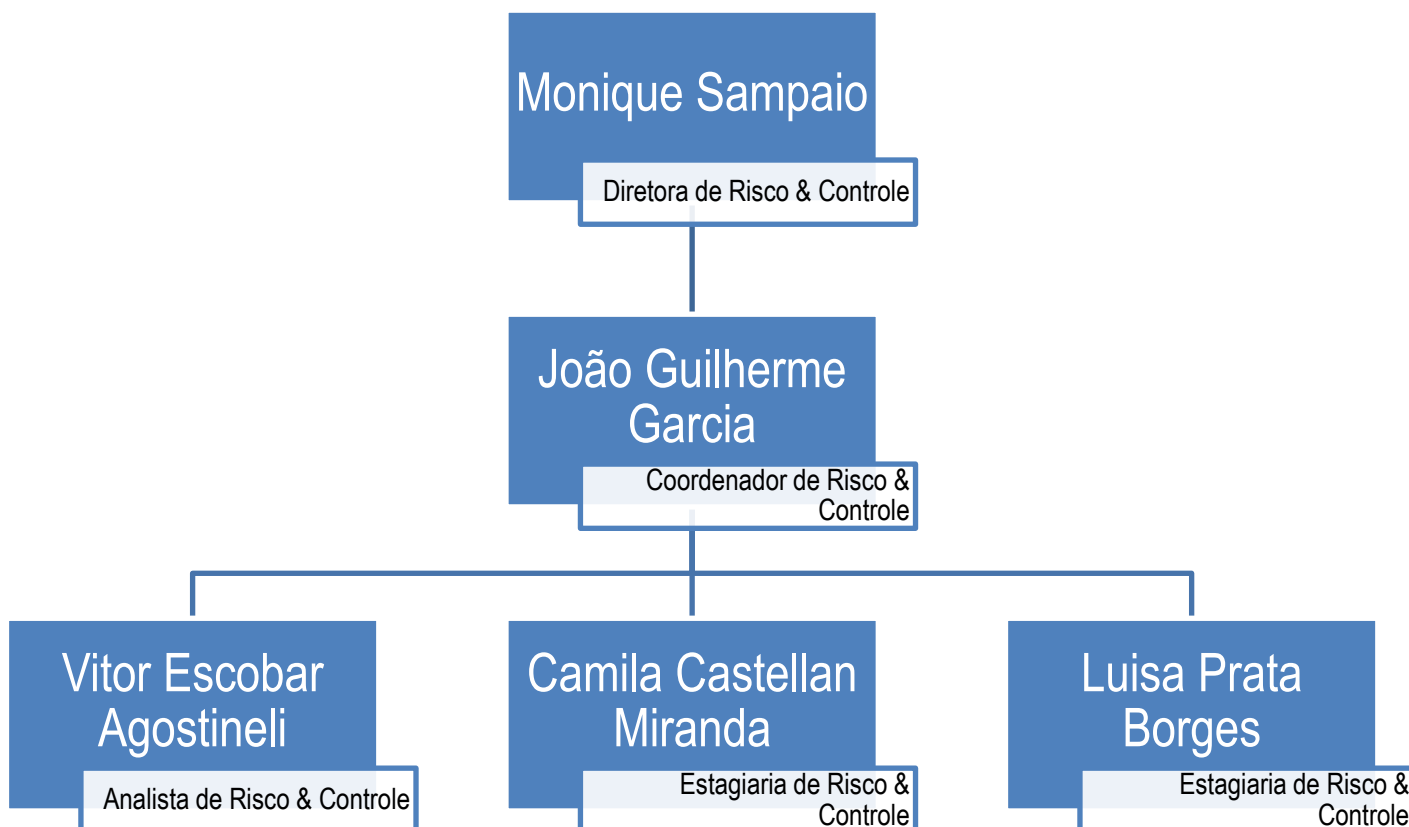 Monique Sampaio
Diretora de Risco & Controle
João Guilherme
Garcia
Coordenador de Risco &
Controle
Vitor Escobar
Agostineli
Analista de Risco & Controle
Camila Castellan
Miranda
Estagiaria de Risco &
Controle
Luisa Prata
Borges
Estagiaria de Risco &
Controle